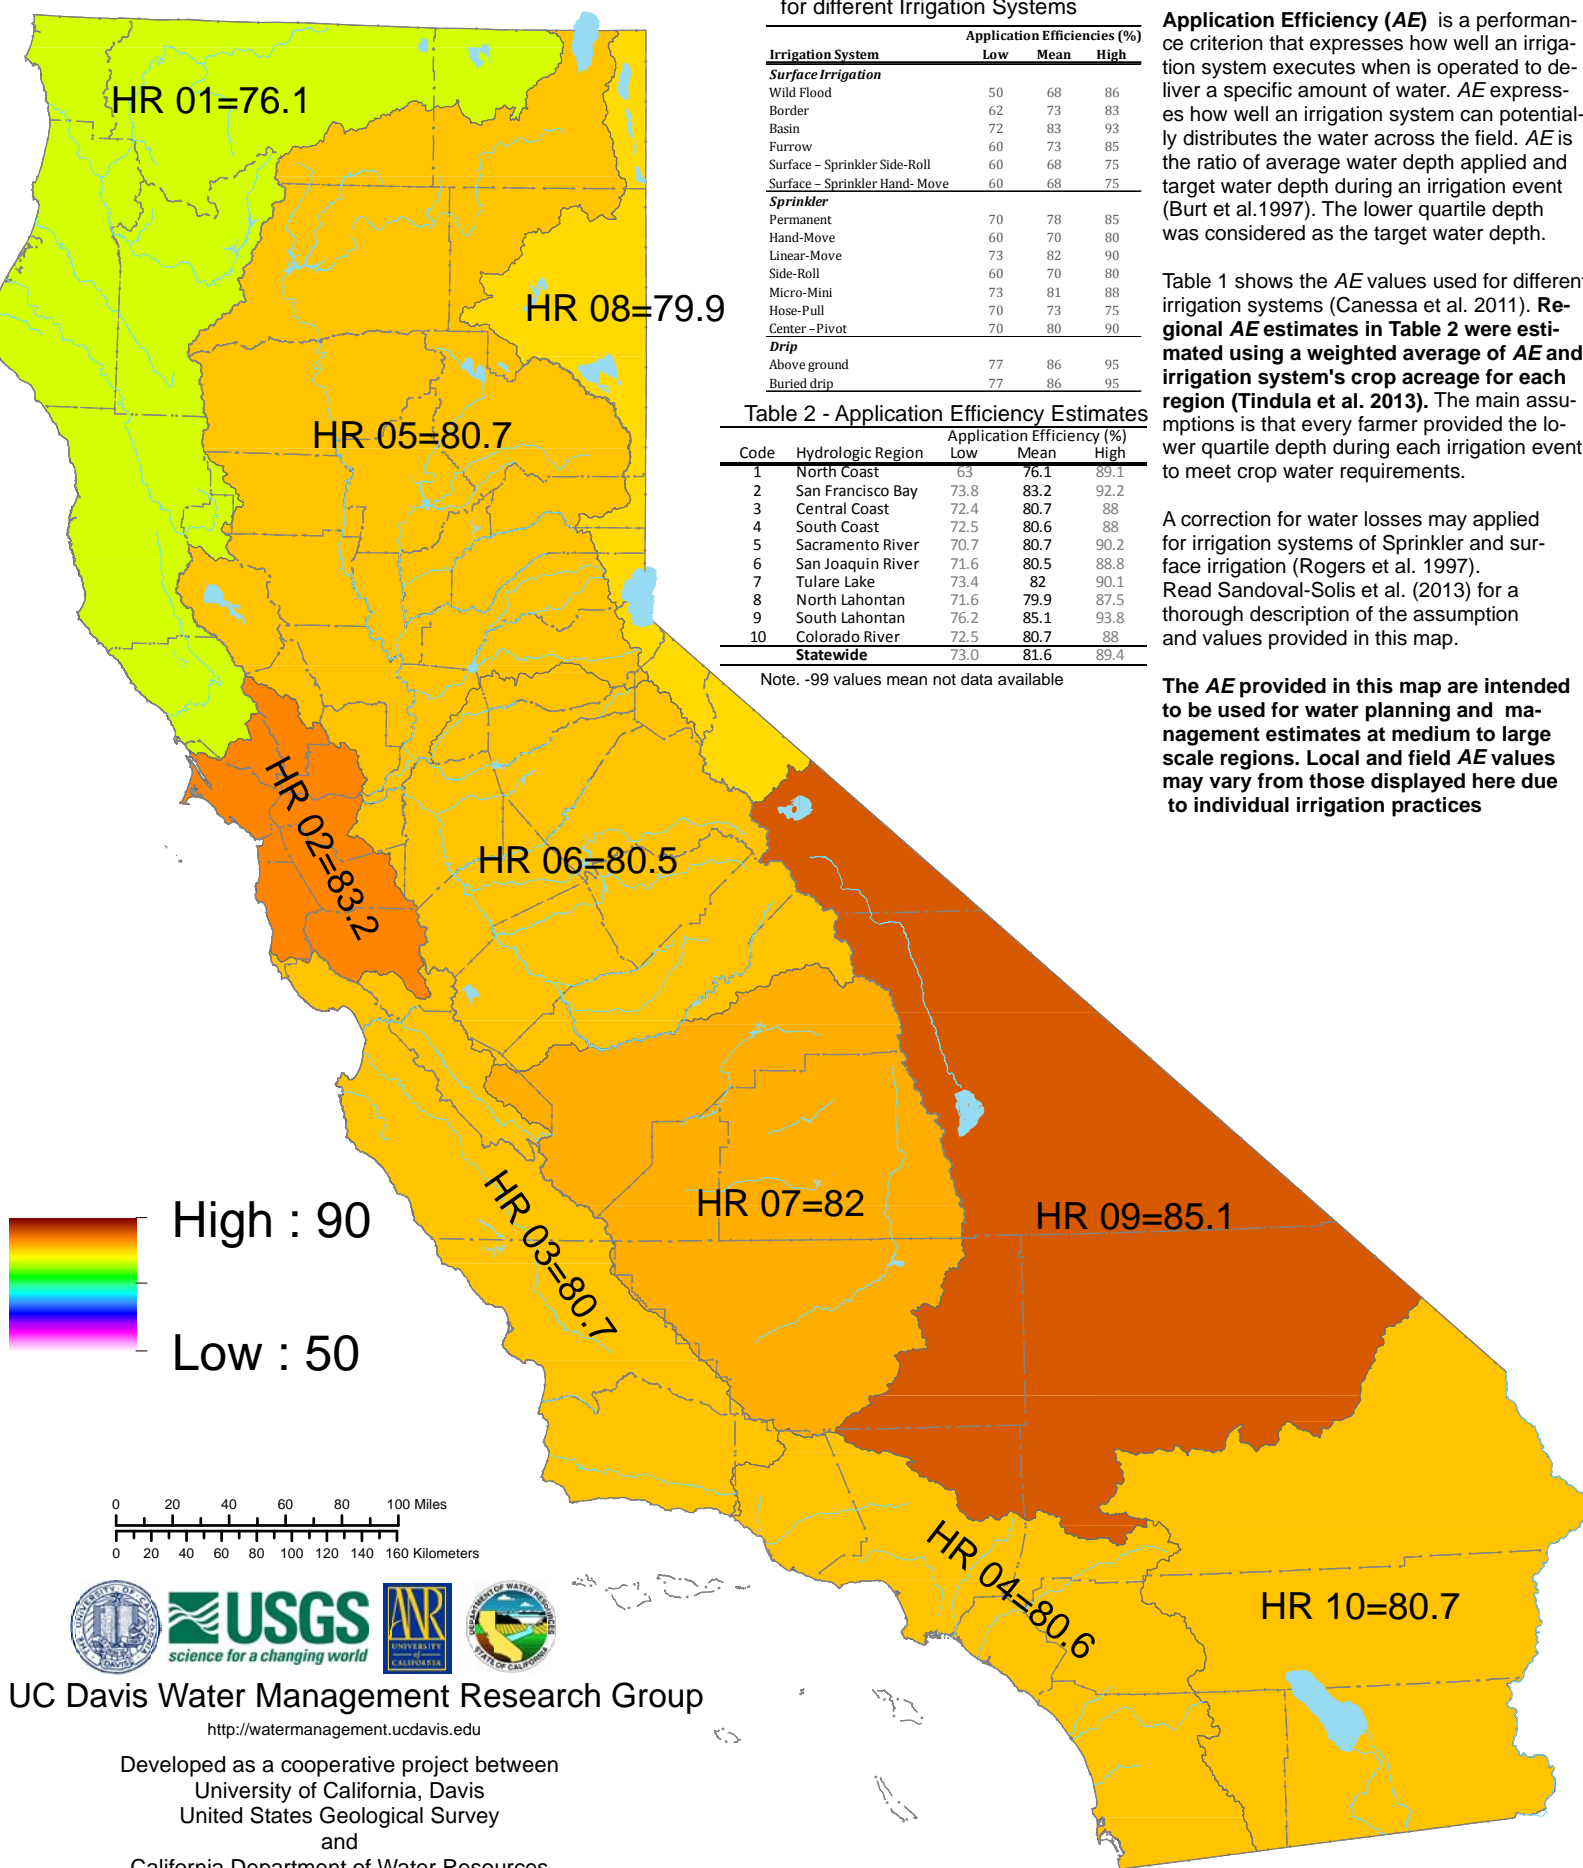 for different Irrigation Systems
Application Efficiencies (%)
Irrigation System Low Mean High
Surface Irrigation
Wild Flood 50 68 86
Border 62 73 83
Basin 72 83 93
Furrow 60 73 85
Surface – Sprinkler Side-Roll 60 68 75
Surface – Sprinkler Hand- Move 60 68 75
Sprinkler
Permanent 70 78 85
Hand-Move 60 70 80
Linear-Move 73 82 90
Side-Roll 60 70 80
Micro-Mini 73 81 88
Hose-Pull 70 73 75
Center –Pivot 70 80 90
Drip
Above ground 77 86 95
Buried drip 77 86 95
Table 2 - Application Efficiency Estimates
Application Efficiency (%)
Code Hydrologic Region Low Mean High
1 North Coast 63 76.1 89.1
2 San Francisco Bay 73.8 83.2 92.2
3 Central Coast 72.4 80.7 88
4 South Coast 72.5 80.6 88
5 Sacramento River 70.7 80.7 90.2
6 San Joaquin River 71.6 80.5 88.8
7 Tulare Lake 73.4 82 90.1
8 North Lahontan 71.6 79.9 87.5
9 South Lahontan 76.2 85.1 93.8
10 Colorado River 72.5 80.7 88
Statewide 73.0 81.6 89.4
Note. -99 values mean not data available
Application Efficiency (AE) is a performan-
ce criterion that expresses how well an irriga-
tion system executes when is operated to de-
liver a specific amount of water. AE express-
es how well an irrigation system can potential-
ly distributes the water across the field. AE is
the ratio of average water depth applied and
target water depth during an irrigation event
(Burt et al.1997). The lower quartile depth
was considered as the target water depth.
Table 1 shows the AE values used for different
irrigation systems (Canessa et al. 2011). Re-
gional AE estimates in Table 2 were esti-
mated using a weighted average of AE and
irrigation system's crop acreage for each
region (Tindula et al. 2013). The main assu-
mptions is that every farmer provided the lo-
wer quartile depth during each irrigation event
to meet crop water requirements.
A correction for water losses may applied
for irrigation systems of Sprinkler and sur-
face irrigation (Rogers et al. 1997).
Read Sandoval-Solis et al. (2013) for a
thorough description of the assumption
and values provided in this map.
The AE provided in this map are intended
to be used for water planning and ma-
nagement estimates at medium to large
scale regions. Local and field AE values
may vary from those displayed here due
to individual irrigation practices
HR 01=76.1
HR 08=79.9
HR 05=80.7
HR 02=83.2
HR 06=80.5
HR 03=80.7
HR 07=82
HR 09=85.1
HR 04=80.6
HR 10=80.7
High : 90
Low : 50
0 20 40 60 80 100 Miles
0 20 40 60 80 100 120 140 160 Kilometers
USGS
science for a changing world
ANR
UNIVERSITY
of
CALIFORNIA
DEPARTMENT OF WATER RESOURCES
STATE OF CALIFORNIA
UC Davis Water Management Research Group
http://watermanagement.ucdavis.edu
Developed as a cooperative project between
University of California, Davis
United States Geological Survey
and
California Department of Water Resources